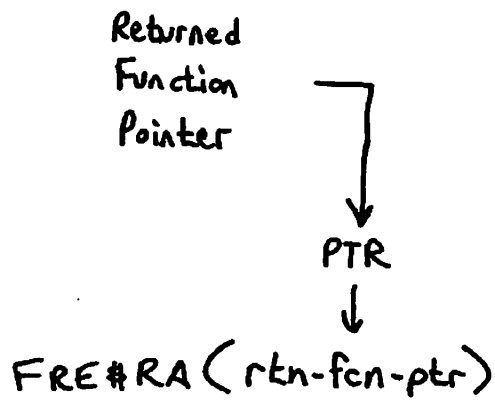 Returned
Function
Pointer
PTR
FRE#RA(rtn-fcn-ptr)